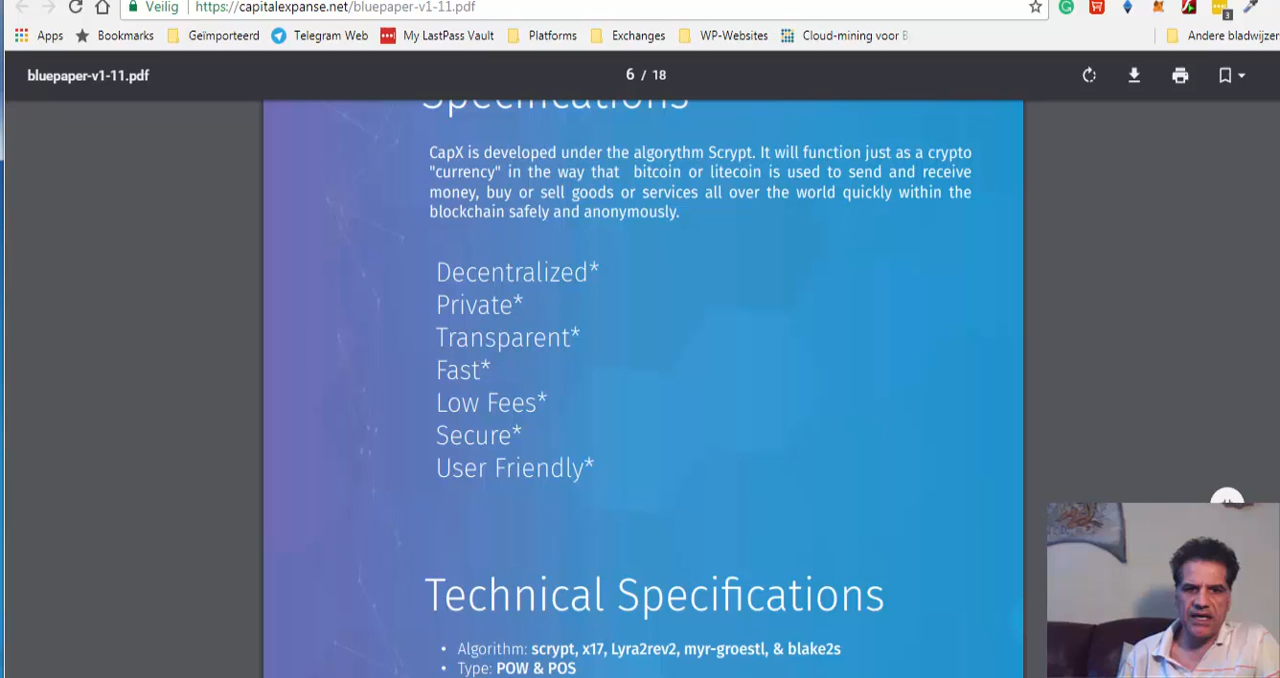 Veilig
https://capitalexpanse.net/bluepaper-v1-11.pdf
3
Apps Bookmarks Geïmporteerd Telegram Web My LastPass Vault Platforms Exchanges WP-Websites Cloud-mining voor Andere bladwijzer
bluepaper-v1-11.pdf
6 / 18
Specifications
CapX is developed under the algorythm Scrypt. It will function just as a crypto
"currency" in the way that bitcoin or litecoin is used to send and receive
money, buy or sell goods or services all over the world quickly within the
blockchain safely and anonymously.
Decentralized*
Private*
Transparent*
Fast*
Low Fees*
Secure*
User Friendly*
Technical Specifications
• Algorithm: scrypt, x17, Lyra2rev2, myr-groestl, & blake2s
• Type: POW & POS